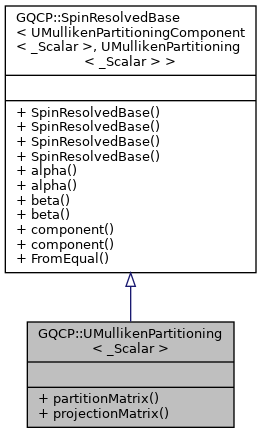 GQCP::SpinResolvedBase
< UMullikenPartitioningComponent
< _Scalar >, UMullikenPartitioning
< _Scalar > >
+ SpinResolvedBase()
+ SpinResolvedBase()
+ SpinResolvedBase()
+ SpinResolvedBase()
+ alpha()
+ alpha()
+ beta()
+ beta()
+ component()
+ component()
+ FromEqual()
GQCP::UMullikenPartitioning
< _Scalar >
+ partitionMatrix()
+ projectionMatrix()